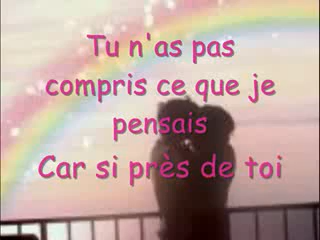 Tu n'as pas
compris ce que je
pensais
Car si près de toi